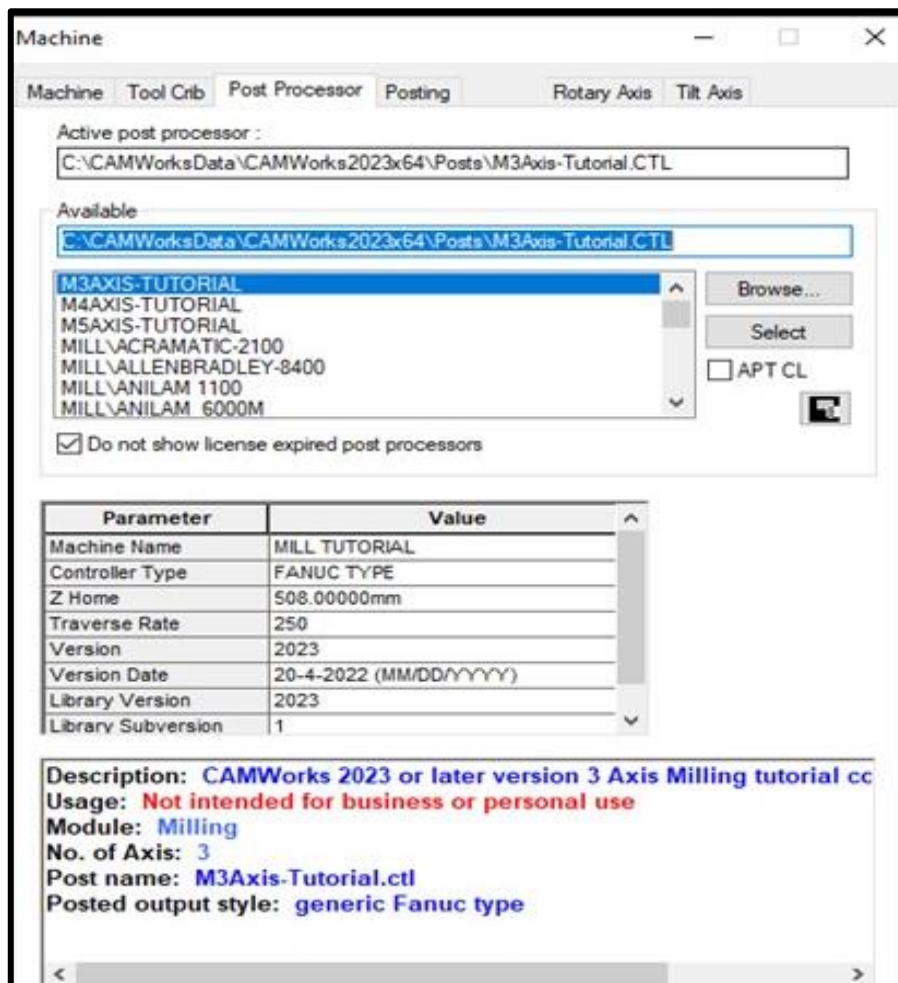 Machine
Machine Tool Crib Post Processor Posting Rotary Axis Tilt Axis
Active post processor :
C:\CAMWorksData\CAMWorks2023x64\Posts\M3Axis-Tutorial.CTL
Available
C:\CAMWorksData\CAMWorks2023x64\Posts\M3Axis-Tutorial.CTL
M3AXIS-TUTORIAL
M4AXIS-TUTORIAL
M5AXIS-TUTORIAL
MILL\ACRAMATIC-2100
MILL\ALLENBRADLEY-8400
MILL\ANILAM 1100
MILL\ANILAM 6000M
Browse...
Select
APT CL
Do not show license expired post processors
Parameter Value
Machine Name MILL TUTORIAL
Controller Type FANUC TYPE
Z Home 508.00000mm
Traverse Rate 250
Version 2023
Version Date 20-4-2022 (MM/DD/YYYY)
Library Version 2023
Library Subversion 1
Description: CAMWorks 2023 or later version 3 Axis Milling tutorial cc
Usage: Not intended for business or personal use
Module: Milling
No. of Axis: 3
Post name: M3Axis-Tutorial.ctl
Posted output style: generic Fanuc type